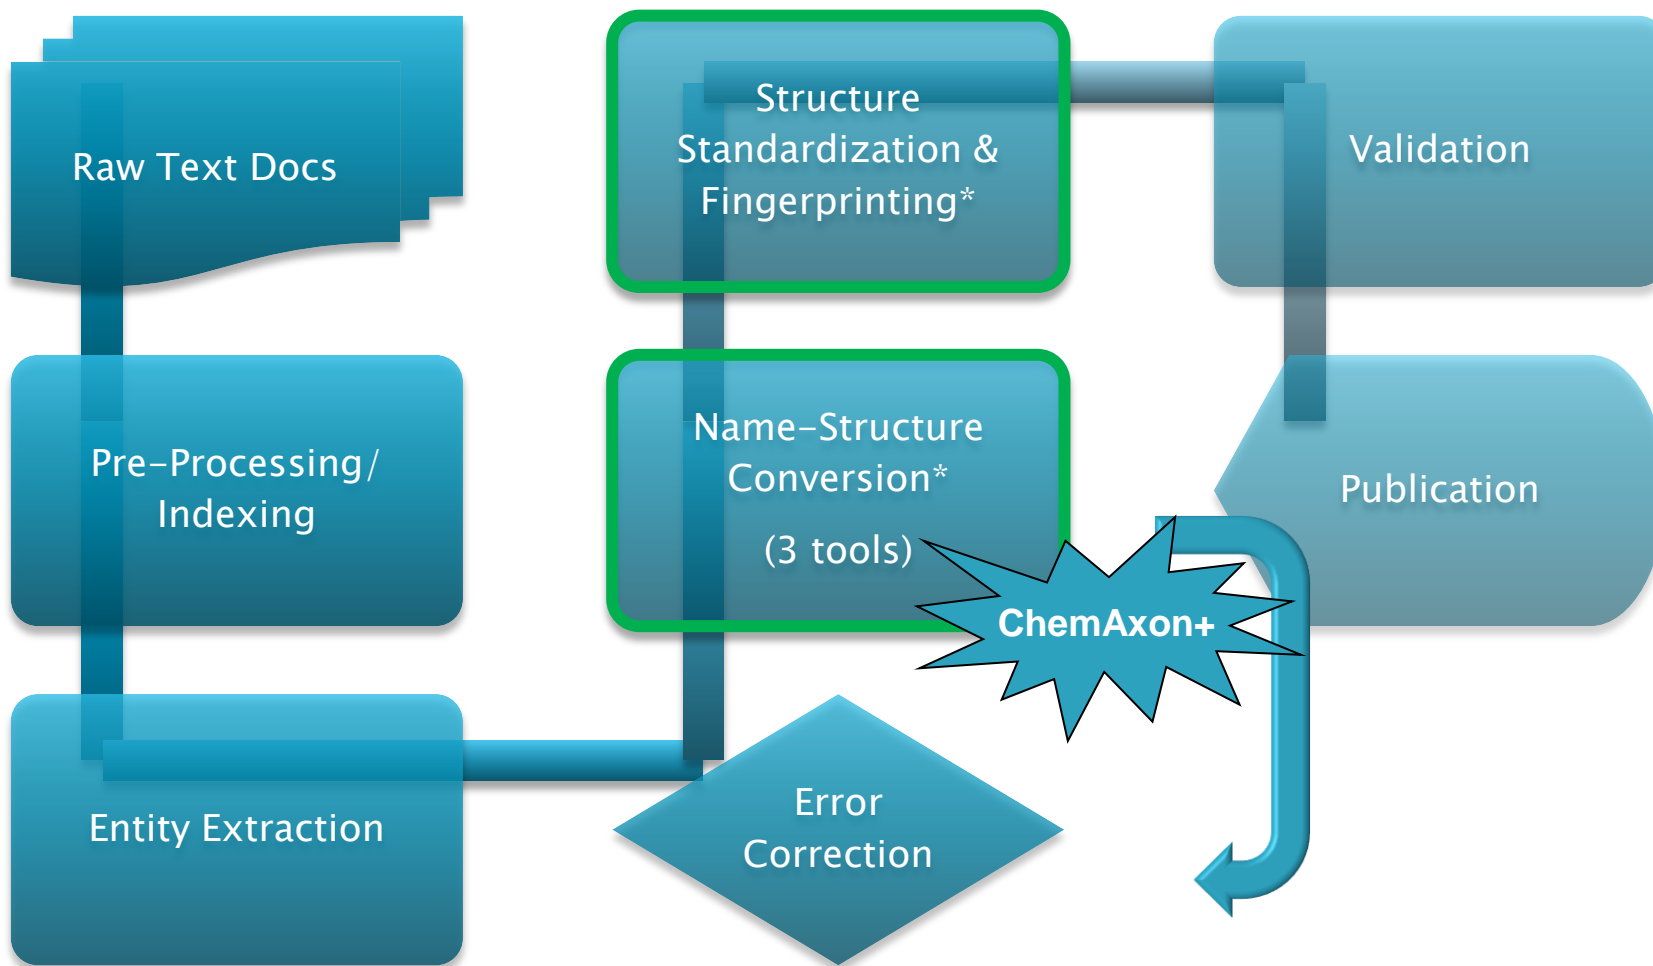 Raw Text Docs
Pre-Processing/
Indexing
Entity Extraction
Error
Correction
Name-Structure
Conversion*
(3 tools)
ChemAxon+
Structure
Standardization &
Fingerprinting*
Validation
Publication